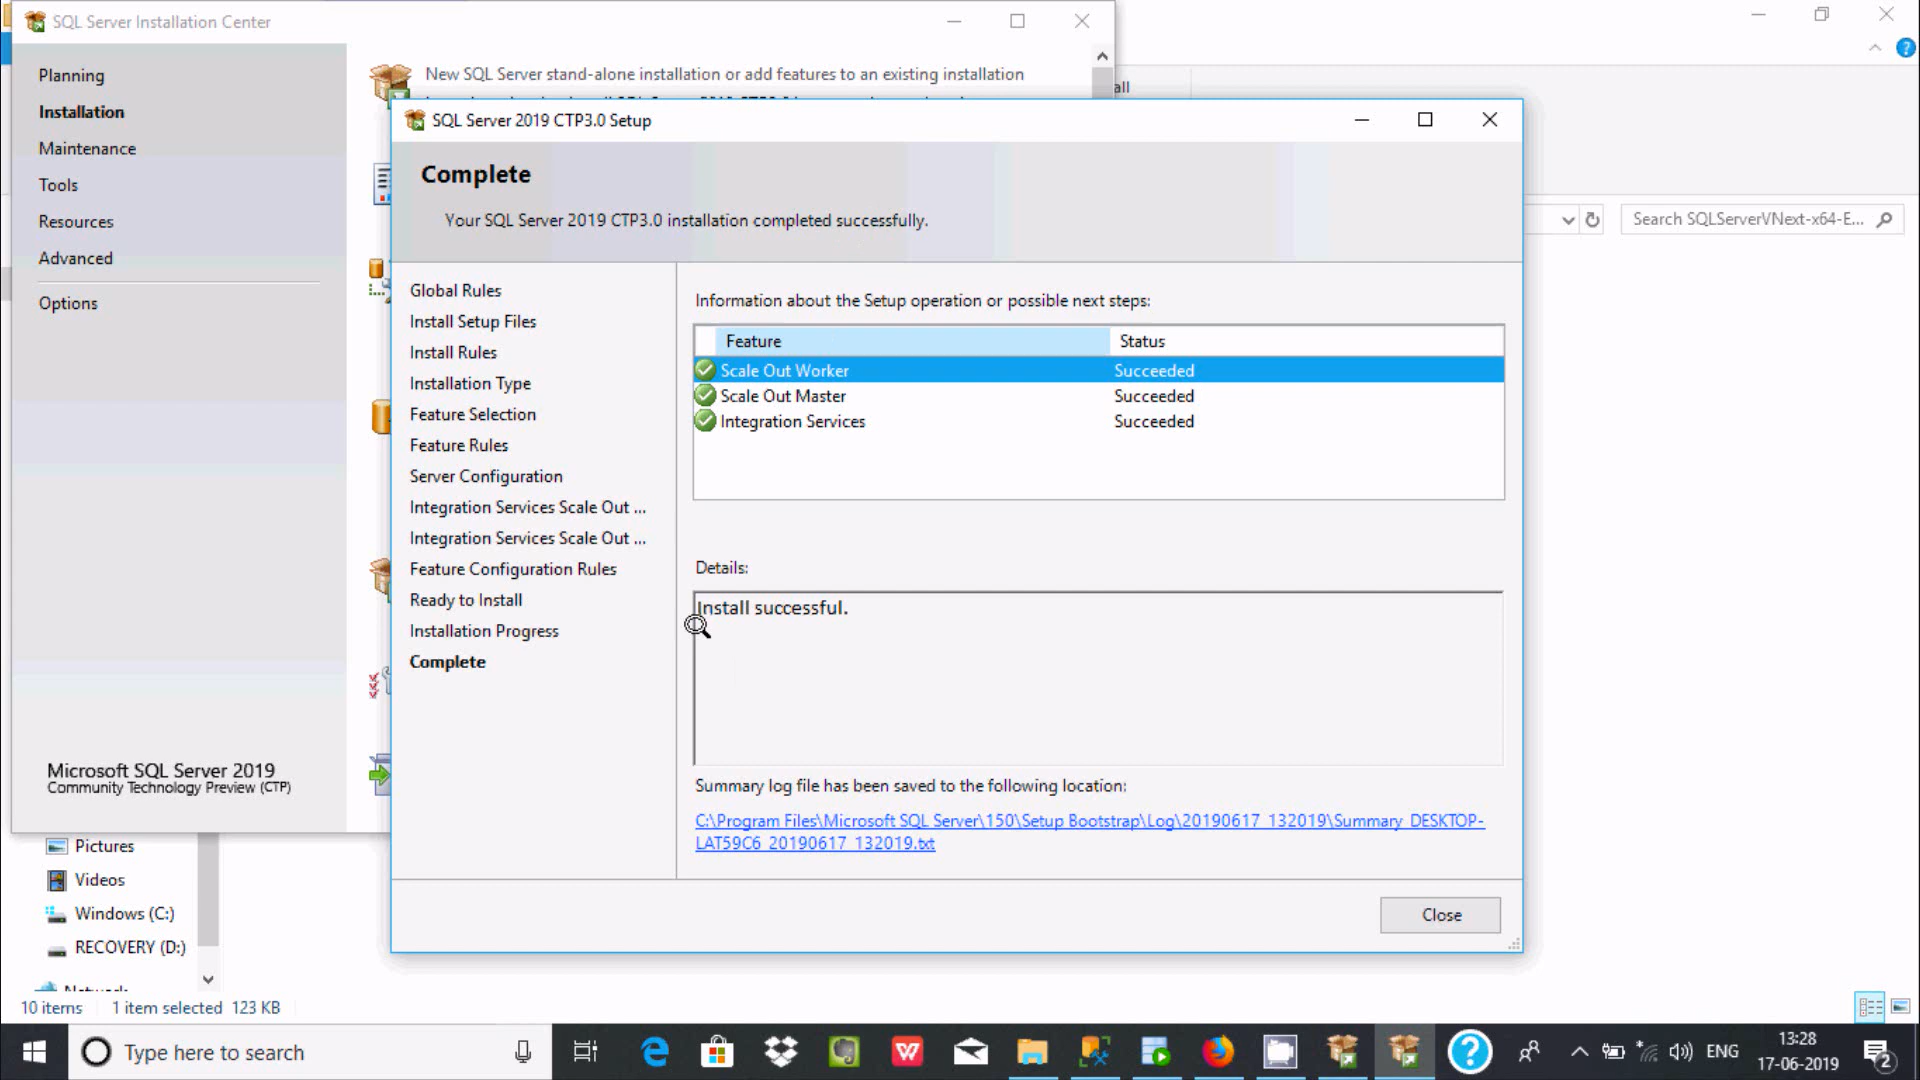 SQL Server Installation Center
Planning
Installation
Maintenance
Tools
Resources
Advanced
Options
New SQL Server stand-alone installation or add features to an existing installation
Microsoft SQL Server 2019
Community Technology Preview (CTP)
all
SQL Server 2019 CTP3.0 Setup
Complete
Your SQL Server 2019 CTP3.0 installation completed successfully.
Global Rules
Install Setup Files
Install Rules
Installation Type
Feature Selection
Feature Rules
Server Configuration
Integration Services Scale Out ...
Integration Services Scale Out ...
Feature Configuration Rules
Ready to Install
Installation Progress
Complete
Information about the Setup operation or possible next steps:
Feature Status
Scale Out Worker Succeeded
Scale Out Master Succeeded
Integration Services Succeeded
Details:
Install successful.
Summary log file has been saved to the following location:
C:\Program Files\Microsoft SQL Server\150\Setup Bootstrap\Log\20190617_132019\Summary_DESKTOP-
LAT59C6_20190617_132019.txt
Close
Search SQLServerVNext-x64-E...
Pictures
Videos
Windows (C:)
RECOVERY (D:)
Network
10 items 1 item selected 123 KB
Type here to search
ENG
13:28
17-06-2019
2